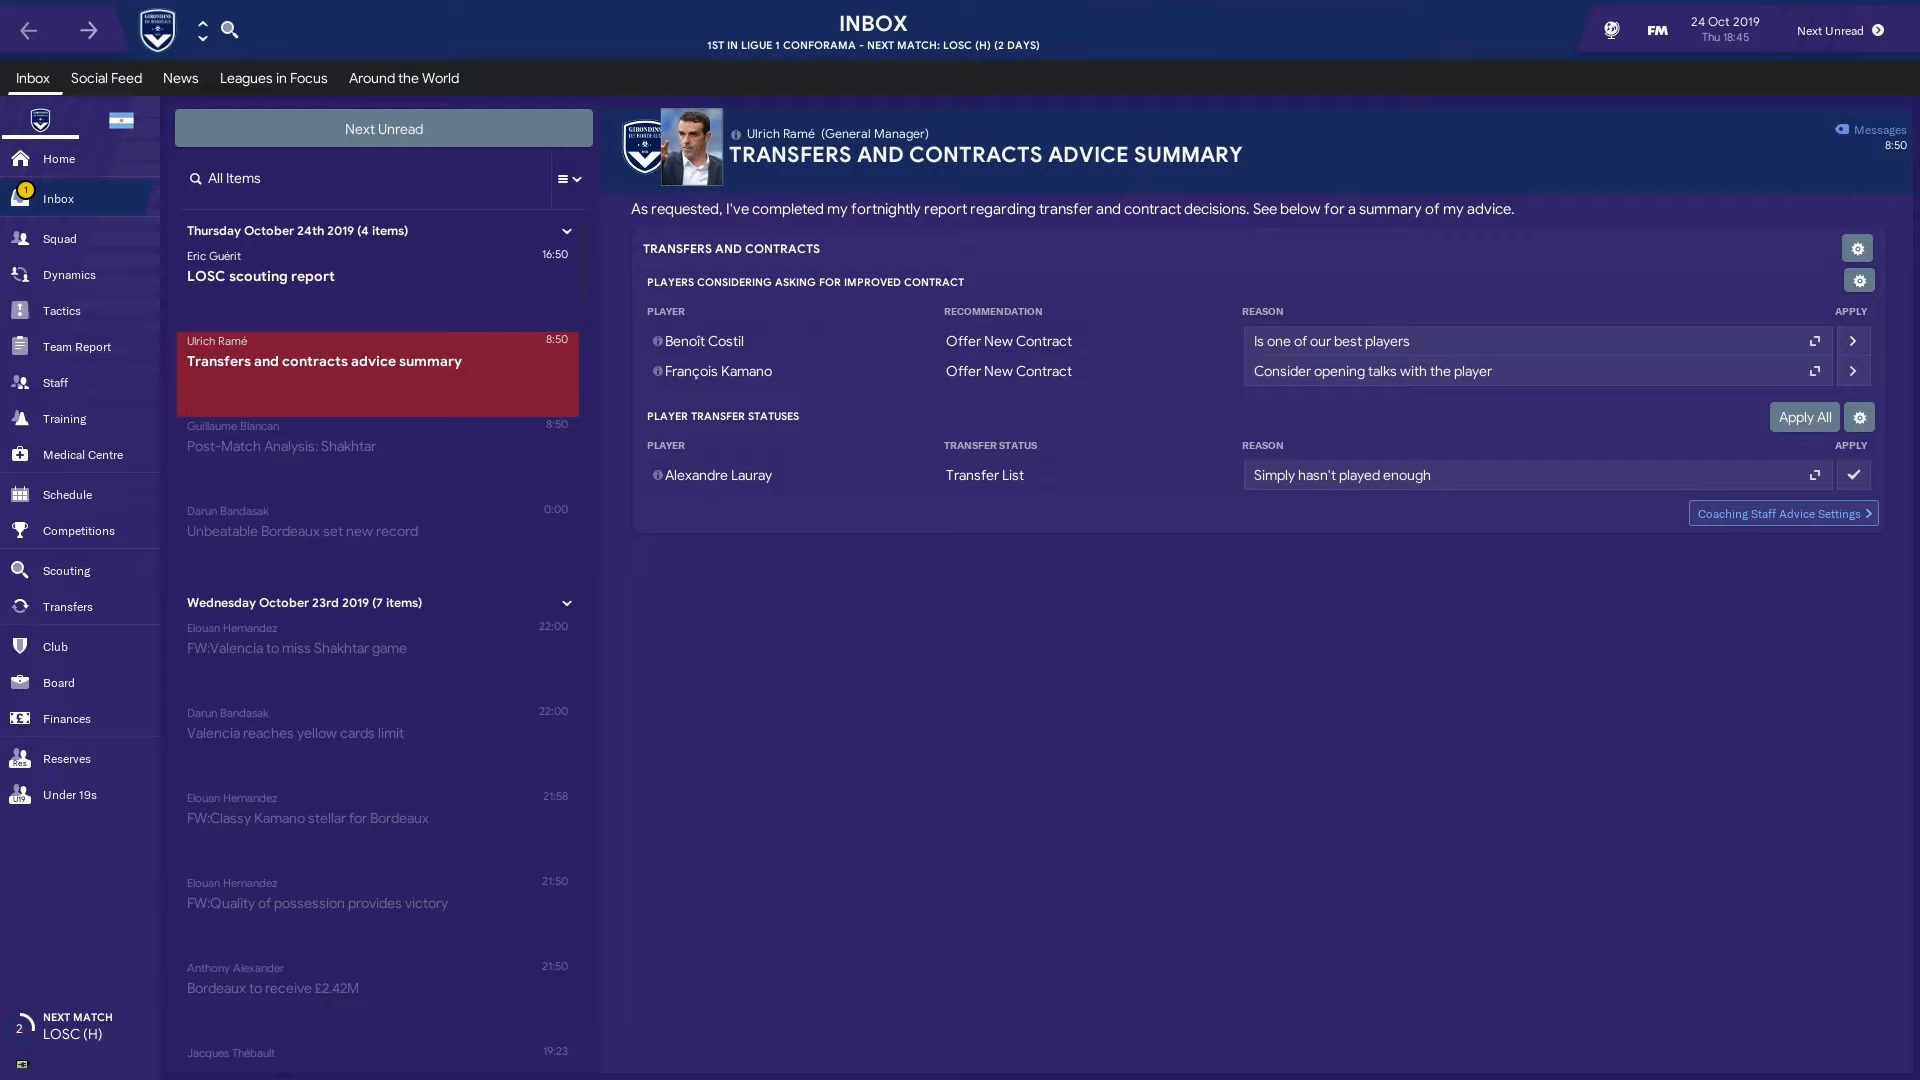 INBOX
1ST IN LIGUE 1 CONFORAMA - NEXT MATCH: LOSC (H) (2 DAYS)
FM
24 Oct 2019
Thu 18:45
Next Unread
Inbox
Social Feed
News
Leagues in Focus
Around the World
Home
1
Inbox
Squad
Dynamics
Tactics
Team Report
Staff
Training
Medical Centre
Schedule
Competitions
Scouting
Transfers
Club
Board
Finances
Res
Reserves
U19
Under 19s
2
NEXT MATCH
LOSC (H)
Next Unread
All Items
Thursday October 24th 2019 (4 items)
Eric Guérit 16:50
LOSC scouting report
Ulrich Ramé 8:50
Transfers and contracts advice summary
Guillaume Blancan 8:50
Post-Match Analysis: Shakhtar
Darun Bandasak 0:00
Unbeatable Bordeaux set new record
Wednesday October 23rd 2019 (7 items)
Elouan Hernandez 22:00
FW:Valencia to miss Shakhtar game
Darun Bandasak 22:00
Valencia reaches yellow cards limit
Elouan Hernandez 21:58
FW:Classy Kamano stellar for Bordeaux
Elouan Hernandez 21:50
FW:Quality of possession provides victory
Anthony Alexander 21:50
Bordeaux to receive £2.42M
Jacques Thébault 19:23
GIRONDINS
DE BORDEAUX
Ulrich Ramé (General Manager)
TRANSFERS AND CONTRACTS ADVICE SUMMARY
Messages
8:50
As requested, I've completed my fortnightly report regarding transfer and contract decisions. See below for a summary of my advice.
TRANSFERS AND CONTRACTS
PLAYERS CONSIDERING ASKING FOR IMPROVED CONTRACT
PLAYER RECOMMENDATION REASON APPLY
Benoît Costil Offer New Contract Is one of our best players
François Kamano Offer New Contract Consider opening talks with the player
PLAYER TRANSFER STATUSES Apply All
PLAYER TRANSFER STATUS REASON APPLY
Alexandre Lauray Transfer List Simply hasn't played enough
Coaching Staff Advice Settings